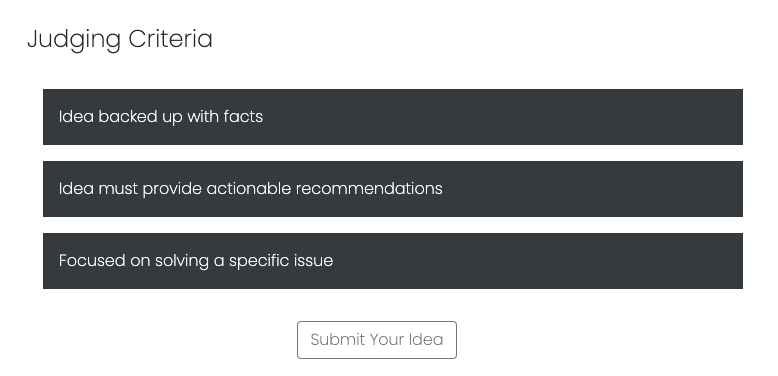 Judging Criteria
Idea backed up with facts
Idea must provide actionable recommendations
Focused on solving a specific issue
Submit Your Idea